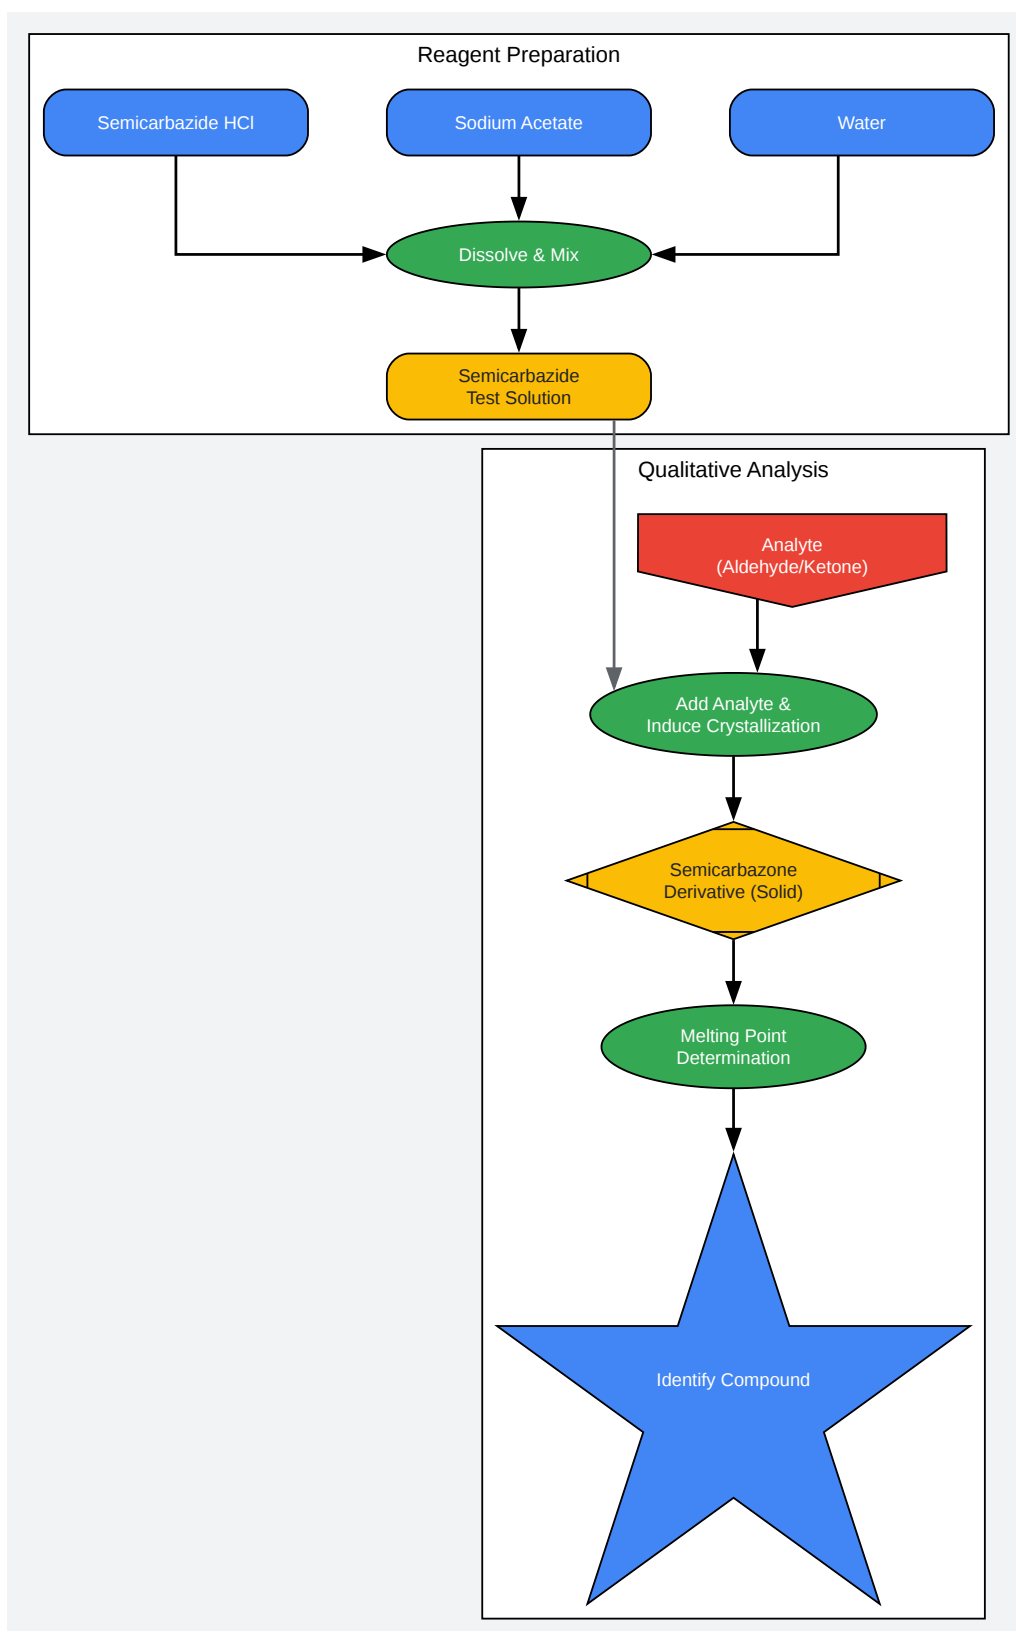 Reagent Preparation
Semicarbazide HCl
Sodium Acetate
Water
Dissolve & Mix
Semicarbazide
Test Solution
Qualitative Analysis
Analyte
(Aldehyde/Ketone)
Add Analyte &
Induce Crystallization
Semicarbazone
Derivative (Solid)
Melting Point
Determination
Identify Compound